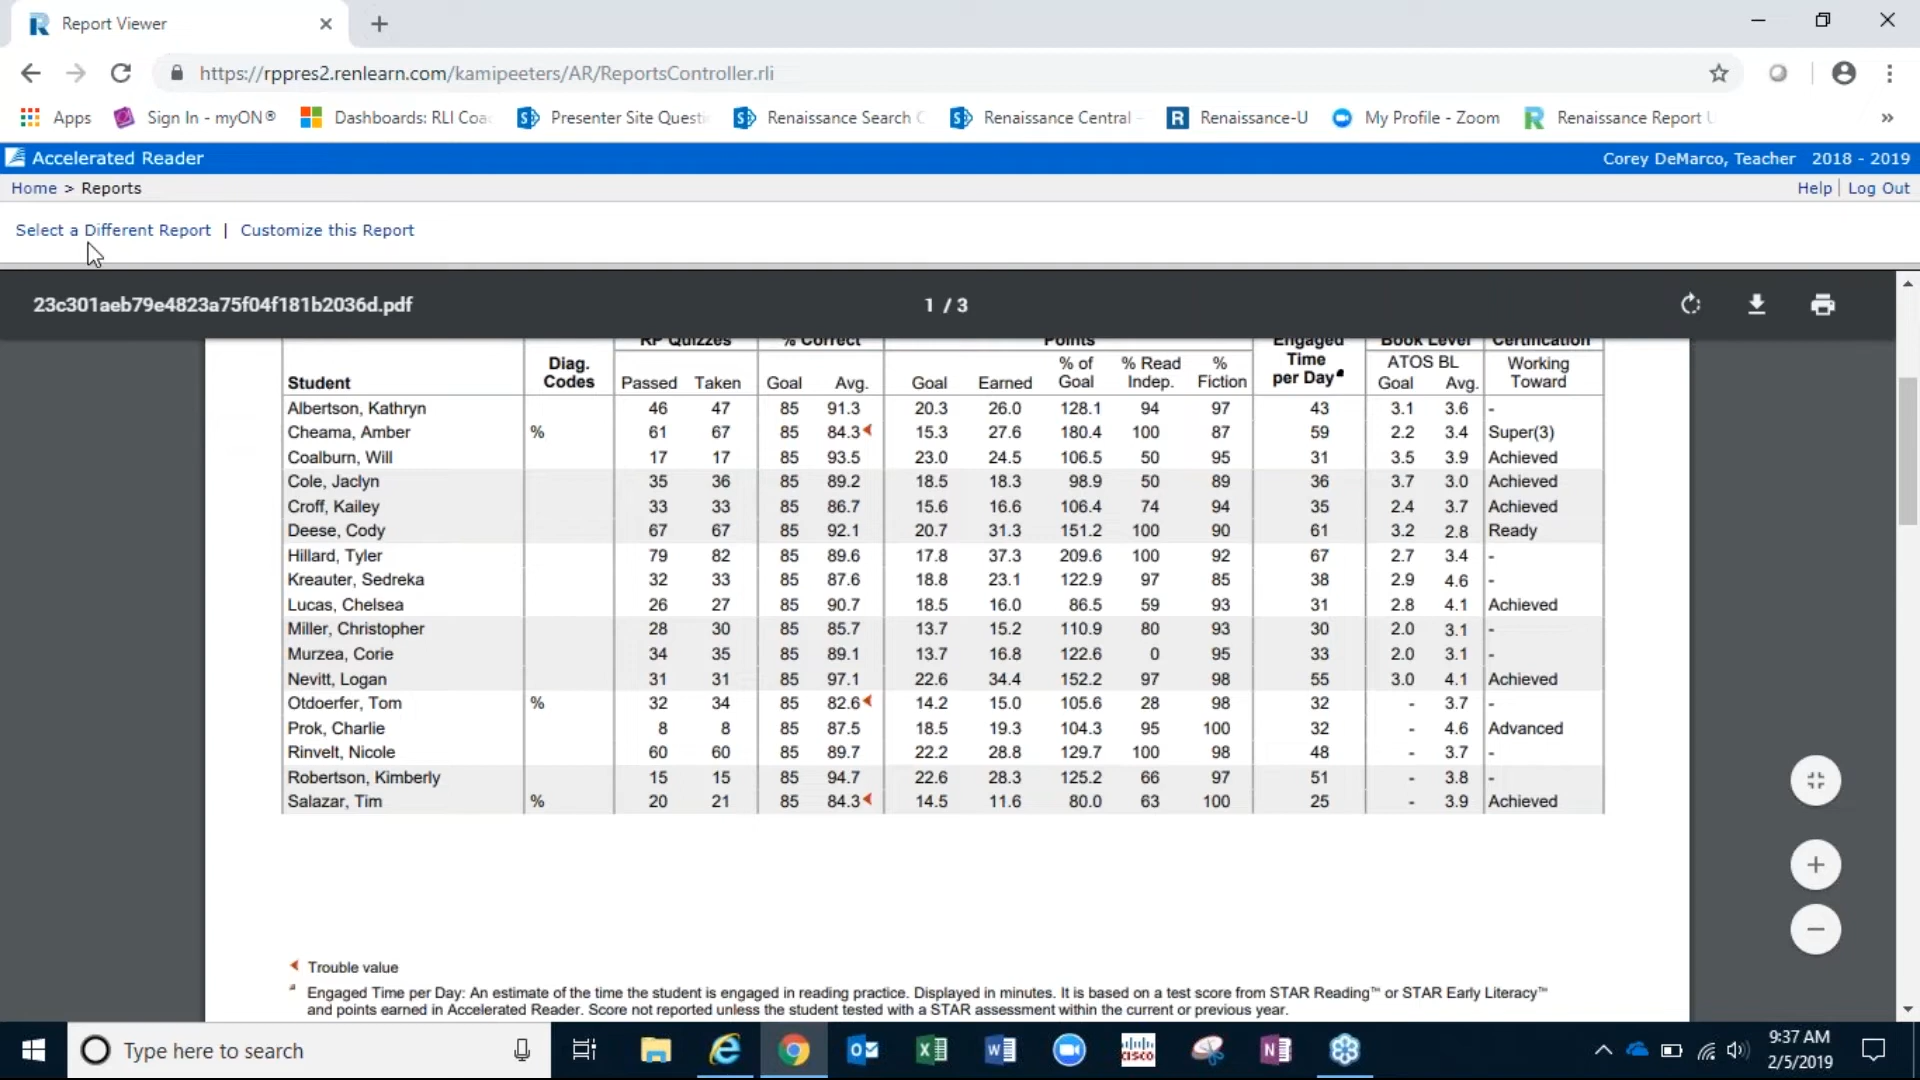 Report Viewer
https://rppres2.renlearn.com/kamipeeters/AR/ReportsController.rli
Apps Sign In - myON® Dashboards: RLI Coa Presenter Site Questi Renaissance Search Renaissance Central - Renaissance-U My Profile - Zoom Renaissance Report U »
Accelerated Reader Corey DeMarco, Teacher 2018 - 2019
Home > Reports Help | Log Out
Select a Different Report | Customize this Report
23c301aeb79e4823a75f04f181b2036d.pdf 1 / 3
RP Quizzes % Correct Points Engaged Book Level Certification
Diag. % of % Read % Time ATOS BL Working
Student Codes Passed Taken Goal Avg. Goal Earned Goal Indep. Fiction per Day Goal Avg. Toward
Albertson, Kathryn 46 47 85 91.3 20.3 26.0 128.1 94 97 43 3.1 3.6 -
Cheama, Amber % 61 67 85 84.3 15.3 27.6 180.4 100 87 59 2.2 3.4 Super(3)
Coalburn, Will 17 17 85 93.5 23.0 24.5 106.5 50 95 31 3.5 3.9 Achieved
Cole, Jaclyn 35 36 85 89.2 18.5 18.3 98.9 50 89 36 3.7 3.0 Achieved
Croff, Kailey 33 33 85 86.7 15.6 16.6 106.4 74 94 35 2.4 3.7 Achieved
Deese, Cody 67 67 85 92.1 20.7 31.3 151.2 100 90 61 3.2 2.8 Ready
Hillard, Tyler 79 82 85 89.6 17.8 37.3 209.6 100 92 67 2.7 3.4 -
Kreauter, Sedreka 32 33 85 87.6 18.8 23.1 122.9 97 85 38 2.9 4.6 -
Lucas, Chelsea 26 27 85 90.7 18.5 16.0 86.5 59 93 31 2.8 4.1 Achieved
Miller, Christopher 28 30 85 85.7 13.7 15.2 110.9 80 93 30 2.0 3.1 -
Murzea, Corie 34 35 85 89.1 13.7 16.8 122.6 0 95 33 2.0 3.1 -
Nevitt, Logan 31 31 85 97.1 22.6 34.4 152.2 97 98 55 3.0 4.1 Achieved
Otdoerfer, Tom % 32 34 85 82.6 14.2 15.0 105.6 28 98 32 - 3.7 -
Prok, Charlie 8 8 85 87.5 18.5 19.3 104.3 95 100 32 - 4.6 Advanced
Rinvelt, Nicole 60 60 85 89.7 22.2 28.8 129.7 100 98 48 - 3.7 -
Robertson, Kimberly 15 15 85 94.7 22.6 28.3 125.2 66 97 51 - 3.8 -
Salazar, Tim % 20 21 85 84.3 14.5 11.6 80.0 63 100 25 - 3.9 Achieved
Trouble value
Engaged Time per Day: An estimate of the time the student is engaged in reading practice. Displayed in minutes. It is based on a test score from STAR Reading™ or STAR Early Literacy™
and points earned in Accelerated Reader. Score not reported unless the student tested with a STAR assessment within the current or previous year.
Type here to search
9:37 AM
2/5/2019